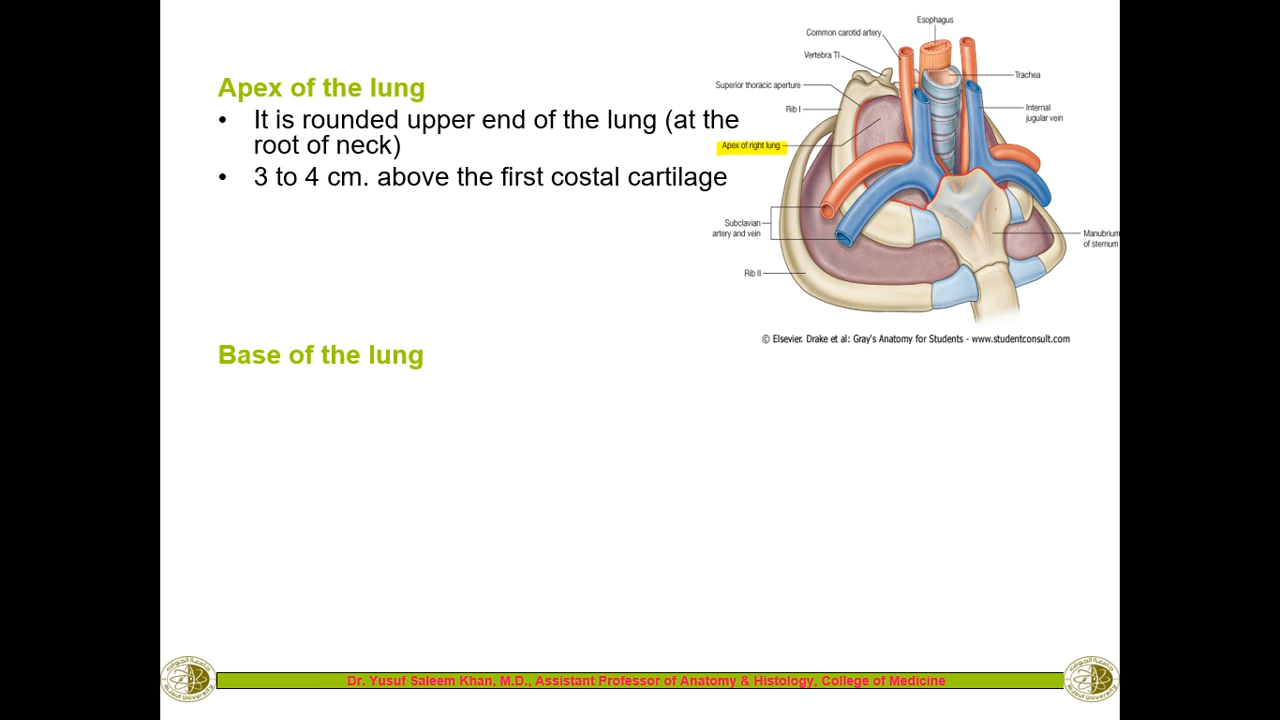 Apex of the lung
• It is rounded upper end of the lung (at the
root of neck)
• 3 to 4 cm. above the first costal cartilage
Esophagus
Common carotid artery
Vertebra TI
Trachea
Superior thoracic aperture
Rib I
Internal
jugular vein
Apex of right lung
Subclavian
artery and vein
Manubrium
of sternum
Rib II
© Elsevier. Drake et al: Gray's Anatomy for Students - www.studentconsult.com
Base of the lung
Dr. Yusuf Saleem Khan, M.D., Assistant Professor of Anatomy & Histology, College of Medicine